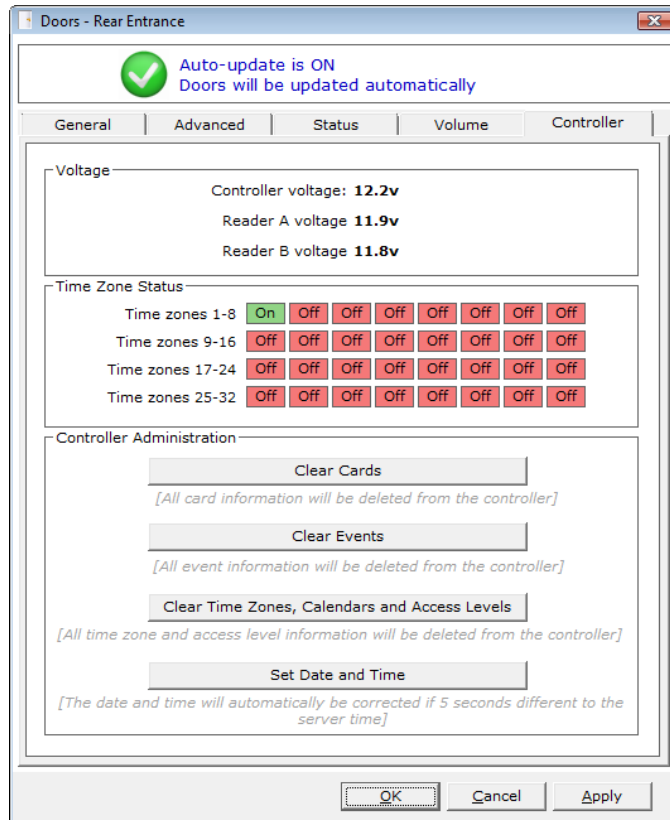 Doors - Rear Entrance
Auto-update is ON
Doors will be updated automatically
General Advanced Status Volume Controller
Voltage
Controller voltage: 12.2v
Reader A voltage 11.9v
Reader B voltage 11.8v
Time Zone Status
Time zones 1-8 On Off Off Off Off Off Off Off
Time zones 9-16 Off Off Off Off Off Off Off Off
Time zones 17-24 Off Off Off Off Off Off Off Off
Time zones 25-32 Off Off Off Off Off Off Off Off
Controller Administration
Clear Cards
[All card information will be deleted from the controller]
Clear Events
[All event information will be deleted from the controller]
Clear Time Zones, Calendars and Access Levels
[All time zone and access level information will be deleted from the controller]
Set Date and Time
[The date and time will automatically be corrected if 5 seconds different to the
server time]
OK Cancel Apply